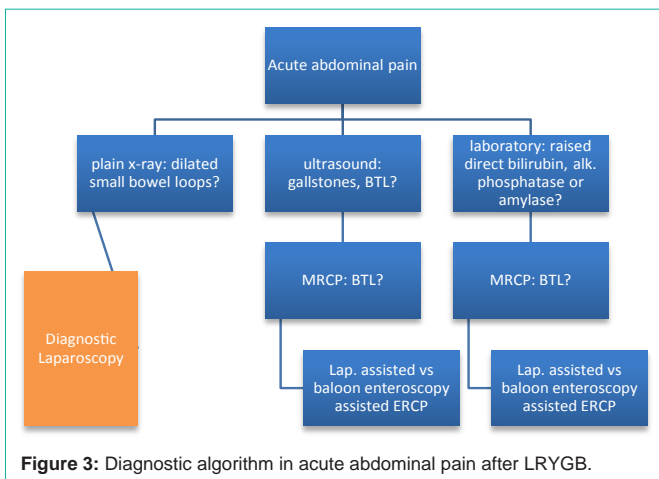 Acute abdominal pain
plain x-ray: dilated
small bowel loops?
ultrasound:
gallstones, BTL?
laboratory: raised
direct bilirubin, alk.
phosphatase or
amylase?
Diagnostic
Laparoscopy
MRCP: BTL?
MRCP: BTL?
Lap. assisted vs
baloon enteroscopy
assisted ERCP
Lap. assisted vs
baloon enteroscopy
assisted ERCP
Figure 3: Diagnostic algorithm in acute abdominal pain after LRYGB.